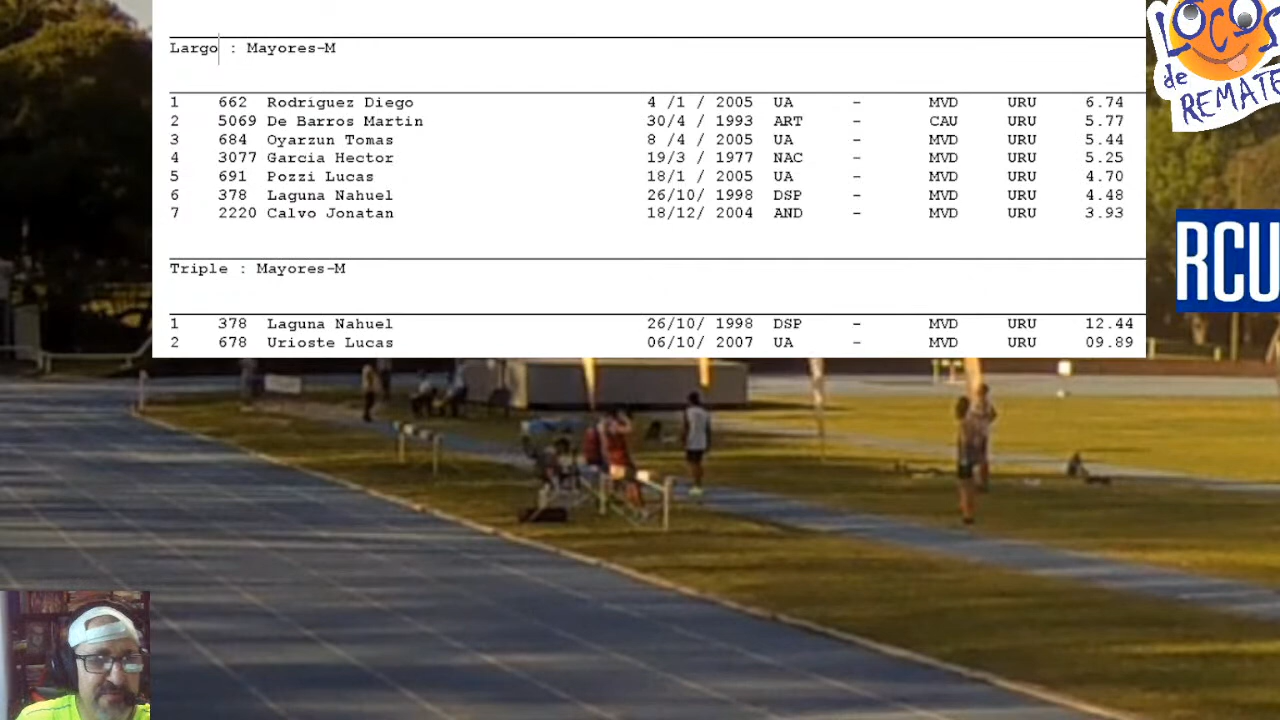 Largo : Mayores-M
1 662 Rodriguez Diego 4 /1 / 2005 UA - MVD URU 6.74
2 5069 De Barros Martin 30/4 / 1993 ART - CAU URU 5.77
3 684 Oyarzun Tomas 8 /4 / 2005 UA - MVD URU 5.44
4 3077 Garcia Hector 19/3 / 1977 NAC - MVD URU 5.25
5 691 Pozzi Lucas 18/1 / 2005 UA - MVD URU 4.70
6 378 Laguna Nahuel 26/10/ 1998 DSP - MVD URU 4.48
7 2220 Calvo Jonatan 18/12/ 2004 AND - MVD URU 3.93
Triple : Mayores-M
1 378 Laguna Nahuel 26/10/ 1998 DSP - MVD URU 12.44
2 678 Urioste Lucas 06/10/ 2007 UA - MVD URU 09.89
LOCOS
de
REMATE
RCU